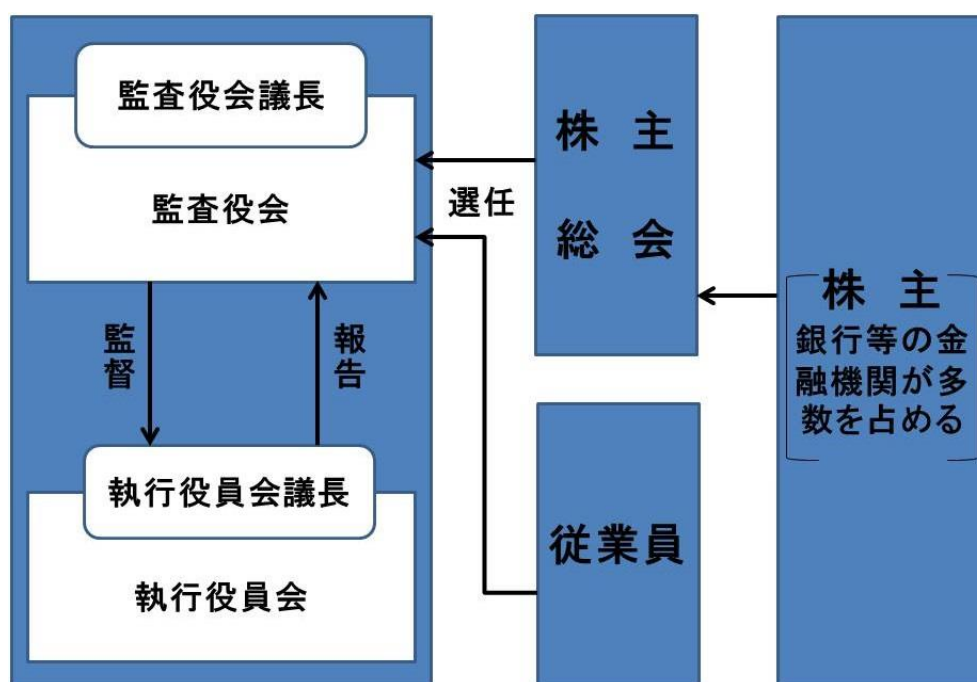 監査役会議長
監査役会
監督
報告
執行役員会議長
執行役員会
選任
株 主
総 会
従業員
株 主
銀行等の金
融機関が多
数を占める